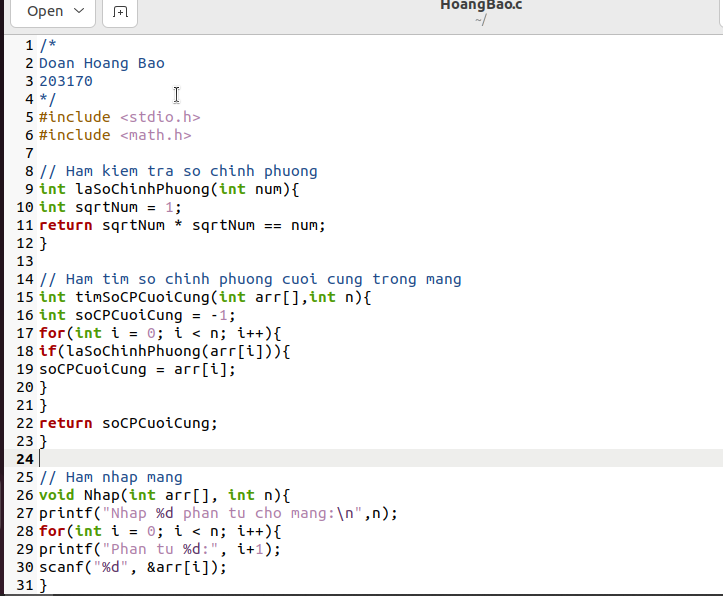 Open
HoangBao.c
~/
1 /*
2 Doan Hoang Bao
3 203170
4 */
5 #include <stdio.h>
6 #include <math.h>
7
8 // Ham kiem tra so chinh phuong
9 int laSoChinhPhuong(int num){
10 int sqrtNum = 1;
11 return sqrtNum * sqrtNum == num;
12 }
13
14 // Ham tim so chinh phuong cuoi cung trong mang
15 int timSoCPCuoiCung(int arr[],int n){
16 int soCPCuoiCung = -1;
17 for(int i = 0; i < n; i++){
18 if(laSoChinhPhuong(arr[i])){
19 soCPCuoiCung = arr[i];
20 }
21 }
22 return soCPCuoiCung;
23 }
24
25 // Ham nhap mang
26 void Nhap(int arr[], int n){
27 printf("Nhap %d phan tu cho mang:\n",n);
28 for(int i = 0; i < n; i++){
29 printf("Phan tu %d:", i+1);
30 scanf("%d", &arr[i]);
31 }